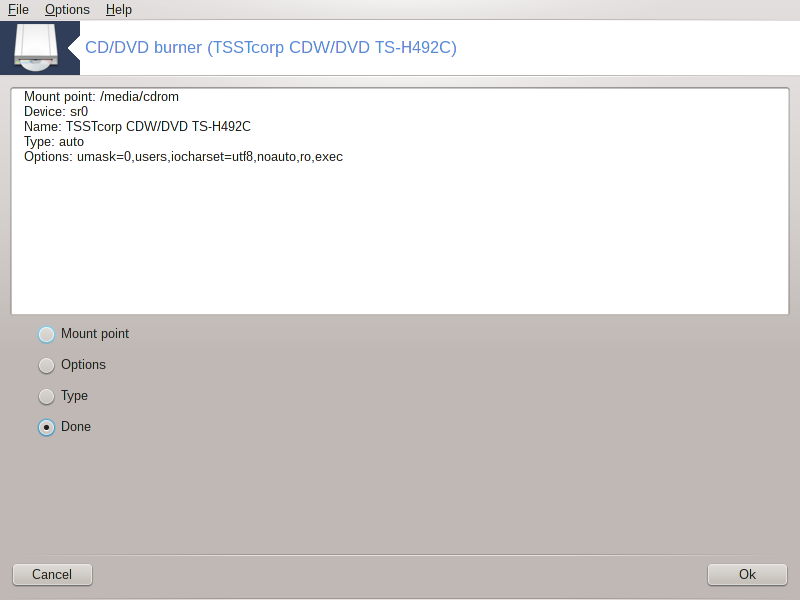 File Options Help
CD/DVD burner (TSSTcorp CDW/DVD TS-H492C)
Mount point: /media/cdrom
Device: sr0
Name: TSSTcorp CDW/DVD TS-H492C
Type: auto
Options: umask=0,users,iocharset=utf8,noauto,ro,exec
Mount point
Options
Type
Done
Cancel Ok